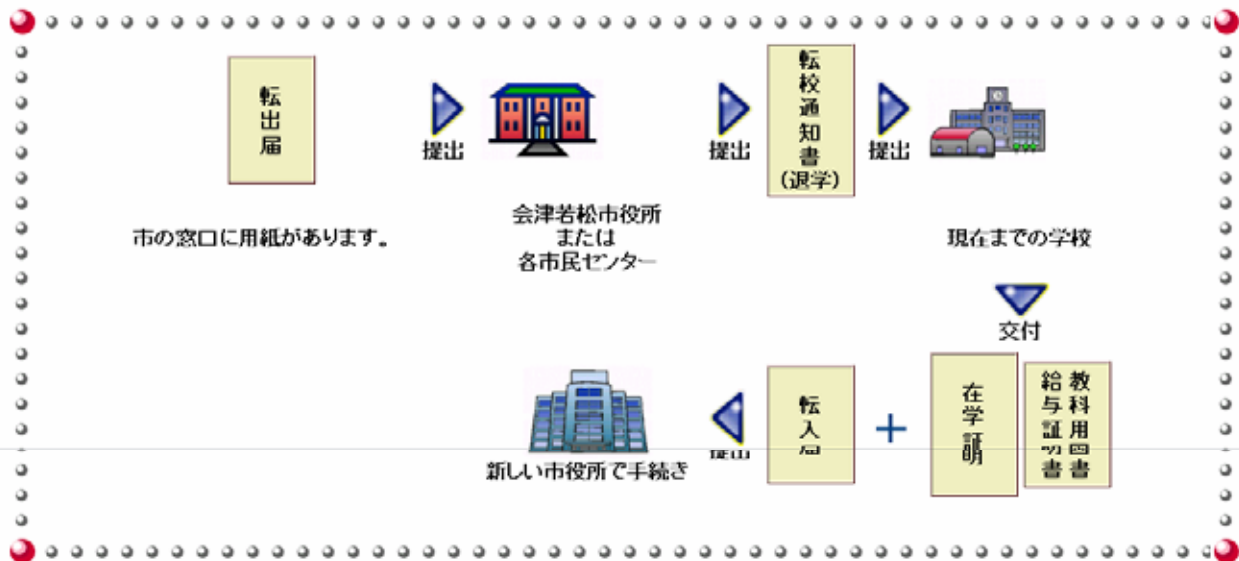 転出届
提出
提出
転校通知書
(退学)
提出
市の窓口に用紙があります。
会津若松市役所
または
各市民センター
現在までの学校
交付
新しい市役所で手続き
提出
転入届
+
在学証明
教科用図書
給与証明書